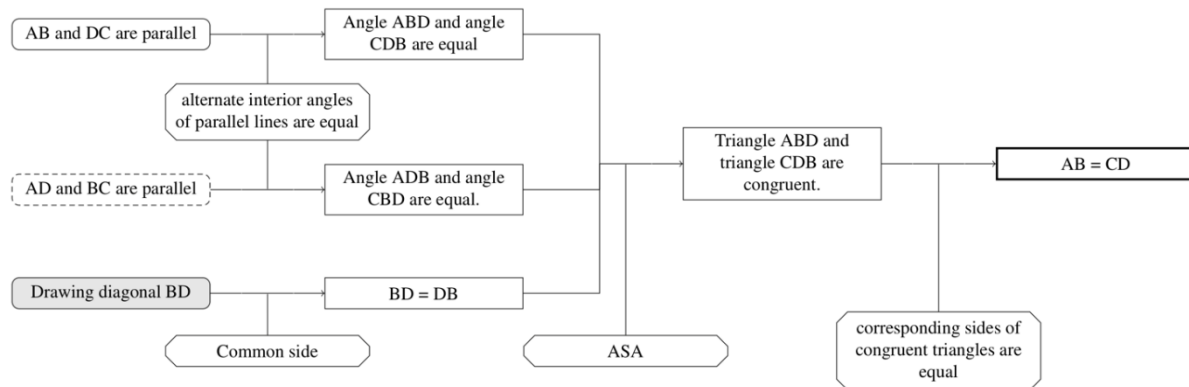 AB and DC are parallel
Angle ABD and angle
CDB are equal
alternate interior angles
of parallel lines are equal
AD and BC are parallel
Angle ADB and angle
CBD are equal.
Drawing diagonal BD
BD = DB
Common side
ASA
Triangle ABD and
triangle CDB are
congruent.
corresponding sides of
congruent triangles are
equal
AB = CD